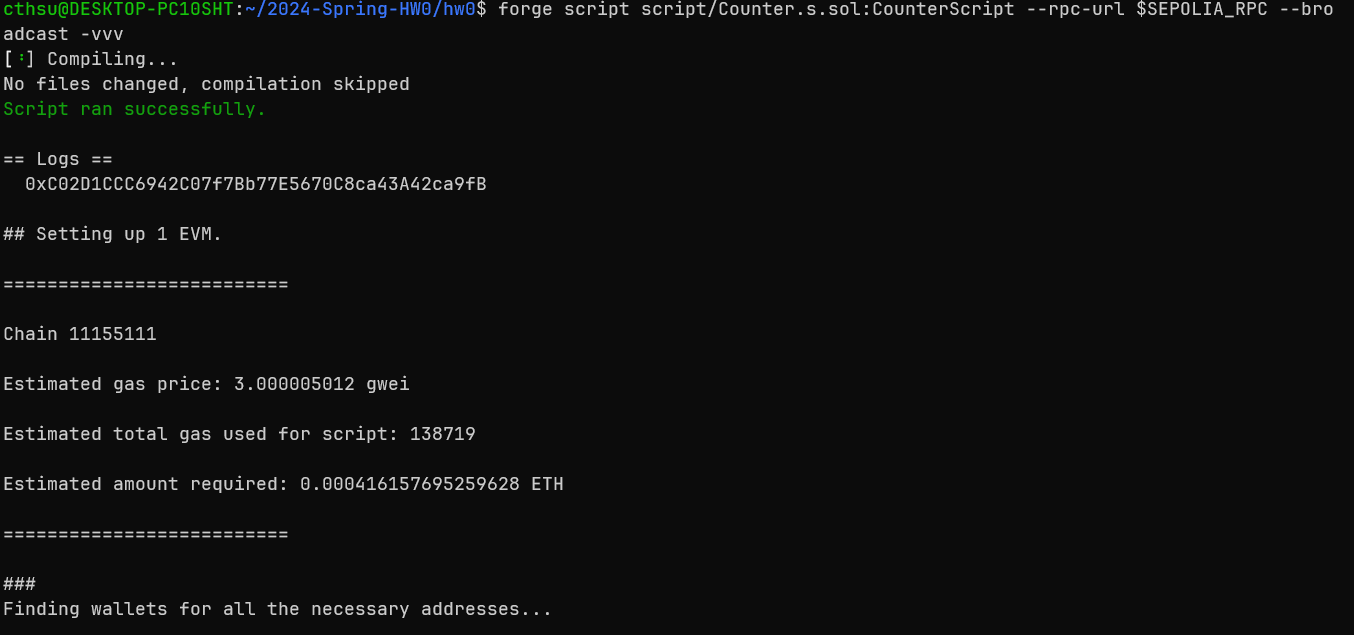 cthsu@DESKTOP-PC10SHT:~/2024-Spring-HW0/hw0$ forge script script/Counter.s.sol:CounterScript --rpc-url $SEPOLIA_RPC --bro
adcast -vvv
[⠃] Compiling...
No files changed, compilation skipped
Script ran successfully.
== Logs ==
0xC02D1CCC6942C07f7Bb77E5670C8ca43A42ca9fB
## Setting up 1 EVM.
==========================
Chain 11155111
Estimated gas price: 3.000005012 gwei
Estimated total gas used for script: 138719
Estimated amount required: 0.000416157695259628 ETH
==========================
###
Finding wallets for all the necessary addresses...